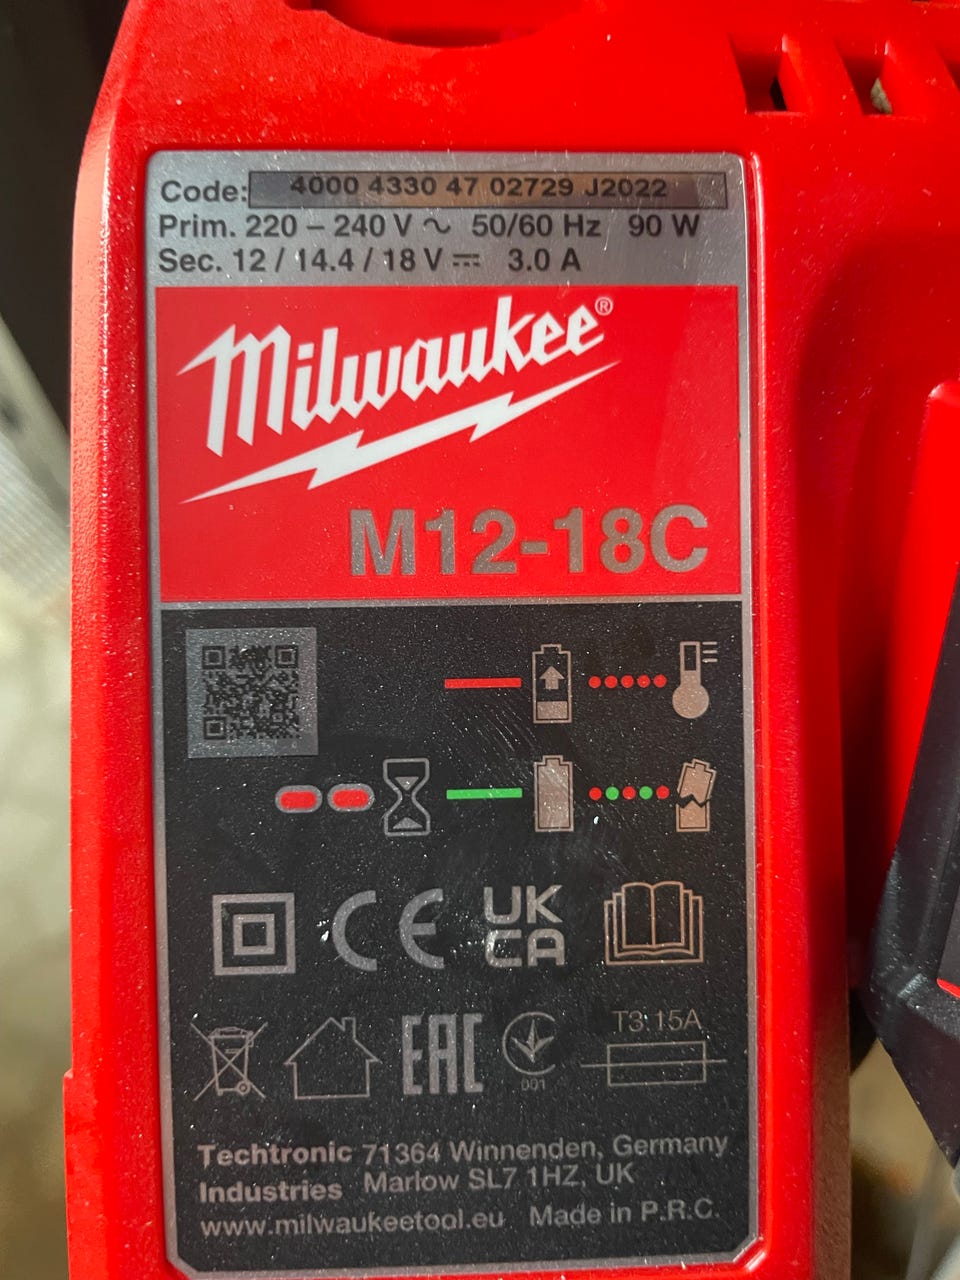 Code: 4000 4330 47 02729 J2022
Prim. 220 – 240 V ~ 50/60 Hz 90 W
Sec. 12 / 14.4 / 18 V ⎓ 3.0 A
Milwaukee®
M12-18C
CE
UK
CA
EAC
001
T3.15A
Techtronic 71364 Winnenden, Germany
Industries Marlow SL7 1HZ, UK
www.milwaukeetool.eu Made in P.R.C.